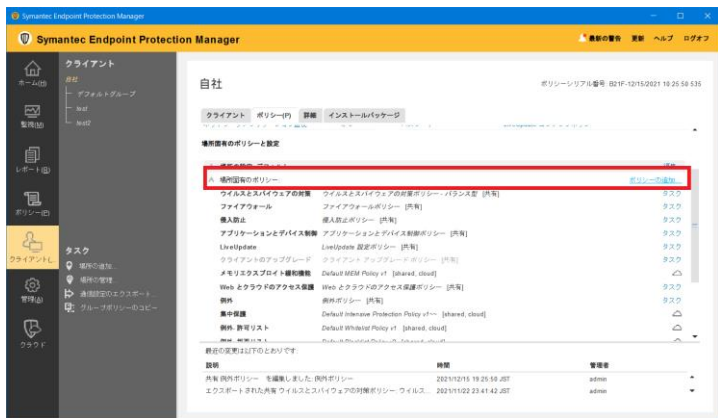 Symantec Endpoint Protection Manager
Symantec Endpoint Protection Manager
最新の警告 更新 ヘルプ ログオフ
ホーム(H)
監視(M)
レポート(R)
ポリシー(P)
クライアント(...
管理(A)
クラウド
クライアント
自社
デフォルトグループ
test
test2
タスク
場所の追加...
場所の管理...
通信設定のエクスポート...
グループポリシーのコピー
自社
ポリシーシリアル番号: B21F-12/15/2021 10:25:50 535
クライアント ポリシー(P) 詳細 インストールパッケージ
場所固有のポリシーと設定
場所固有のポリシー: ポリシーの追加...
ウイルスとスパイウェアの対策 ウイルスとスパイウェアの対策ポリシー - バランス型 [共有] タスク
ファイアウォール ファイアウォールポリシー [共有] タスク
侵入防止 侵入防止ポリシー [共有] タスク
アプリケーションとデバイス制御 アプリケーションとデバイス制御ポリシー [共有] タスク
LiveUpdate LiveUpdate 設定ポリシー [共有] タスク
クライアントのアップグレード クライアント アップグレード ポリシー [共有] タスク
メモリエクスプロイト緩和機能 Default MEM Policy v1 [shared, cloud]
Web とクラウドのアクセス保護 Web とクラウドのアクセス保護ポリシー [共有] タスク
例外 例外ポリシー [共有] タスク
集中保護 Default Intensive Protection Policy v1~~ [shared, cloud]
例外: 許可リスト Default Whitelist Policy v1 [shared, cloud]
最近の変更は以下のとおりです:
説明 時間 管理者
共有 例外ポリシー を編集しました: 例外ポリシー 2021/12/15 19:25:50 JST admin
エクスポートされた共有 ウイルスとスパイウェアの対策ポリシー: ウイルス... 2021/11/22 23:41:42 JST admin